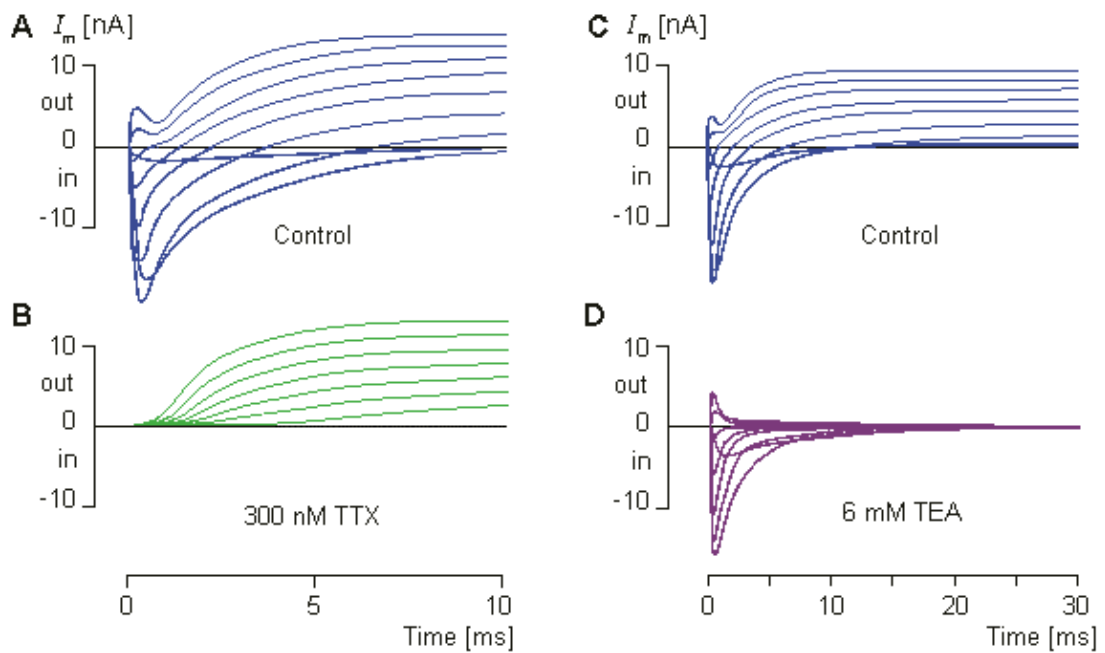 A I_m [nA]
10
out
0
in
-10
Control
C I_m [nA]
10
out
0
in
-10
Control
B
10
out
0
in
-10
300 nM TTX
0 5 10
Time [ms]
D
10
out
0
in
-10
6 mM TEA
0 10 20 30
Time [ms]